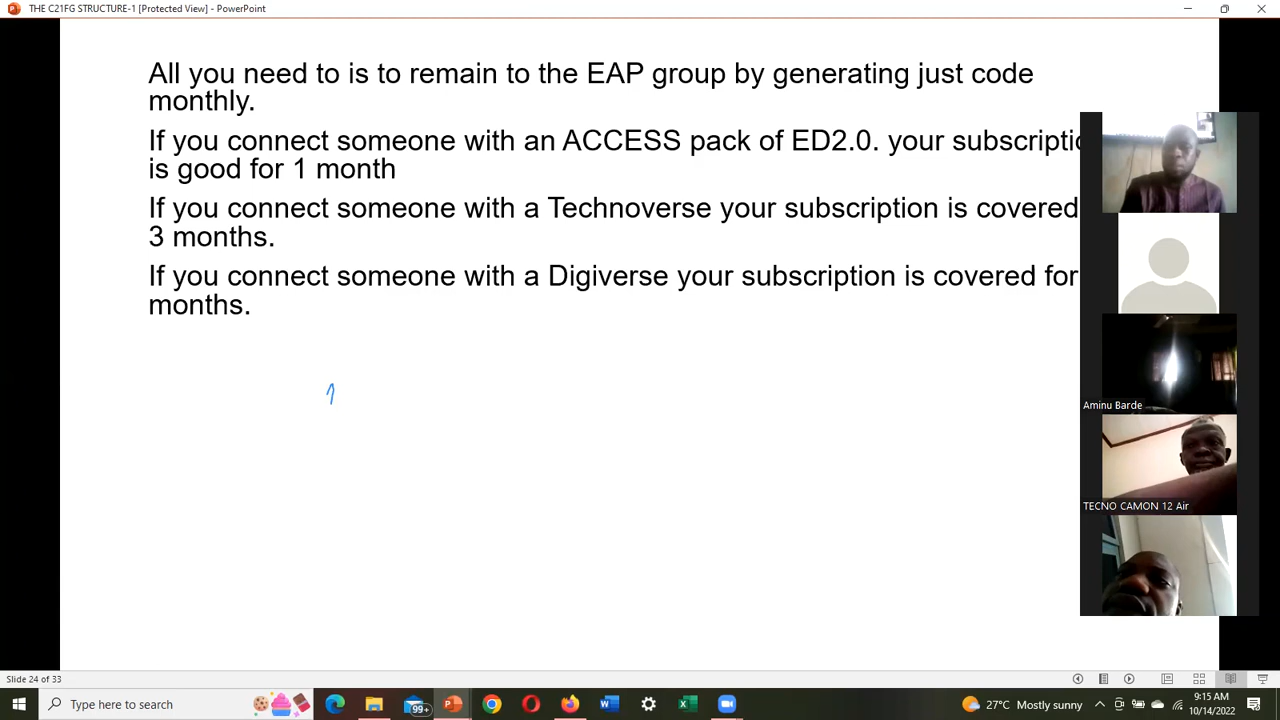 THE C21FG STRUCTURE-1 [Protected View] - PowerPoint
All you need to is to remain to the EAP group by generating just code
monthly.
If you connect someone with an ACCESS pack of ED2.0. your subscriptio
is good for 1 month
If you connect someone with a Technoverse your subscription is covered
3 months.
If you connect someone with a Digiverse your subscription is covered for
months.
Aminu Barde
TECNO CAMON 12 Air
Slide 24 of 33
Type here to search
99+
27°C Mostly sunny
9:15 AM
10/14/2022